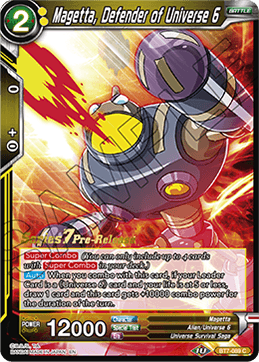 2
BATTLE
Magetta, Defender of Universe 6
0 + 0
7 Pre-Release
Super Combo (You can only include up to 4 cards
with Super Combo in your deck.)
Auto When you combo with this card, if your Leader
Card is a {Universe 6} card and your life is at 5 or less,
draw 1 card and this card gets +10000 combo power for
the duration of the turn.
POWER
12000
Character
Magetta
Special Trait
Alien/Universe 6
Era
Universe Survival Saga
BT7-089 C